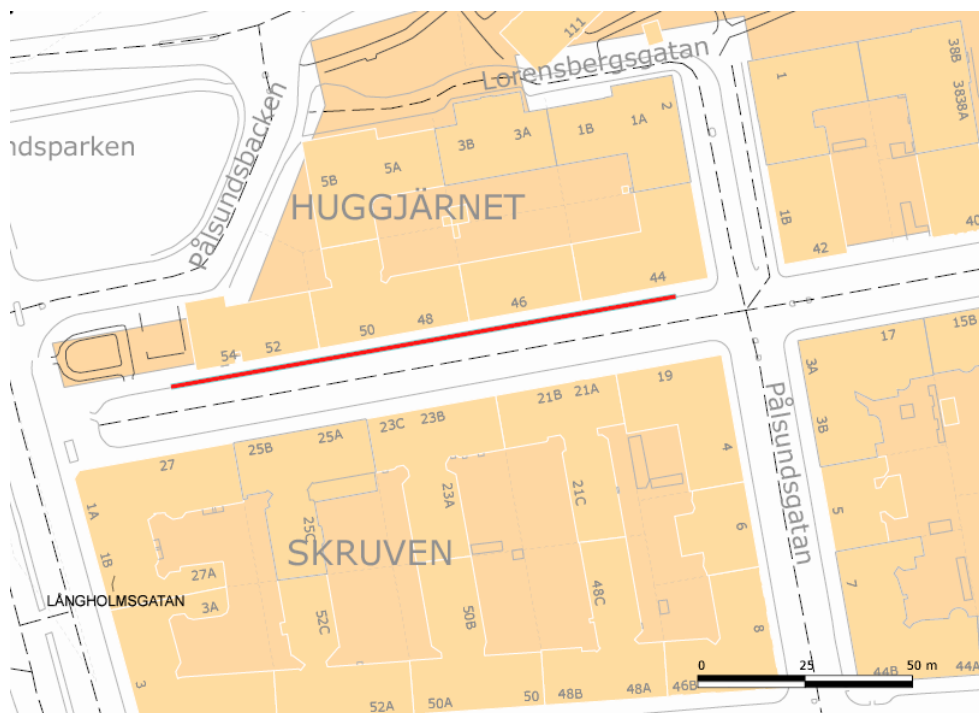 111
Lorensbergsgatan
38B
3838A
1
ndsparken
Pålsundsbacken
2
1A
1B
3A
3B
5A
5B
HUGGJÄRNET
1B
42
40
44
46
48
50
52
54
17
15B
3A
3B
Pålsundsgatan
19
21A
21B
23B
23C
25A
25B
27
4
1A
23A
21C
25C
5
6
1B
SKRUVEN
27A
7
LÅNGHOLMSGATAN
3A
52C
50B
48C
8
0 25 50 m
3
52A
50A
50
48B
48A
46B
44B
44A